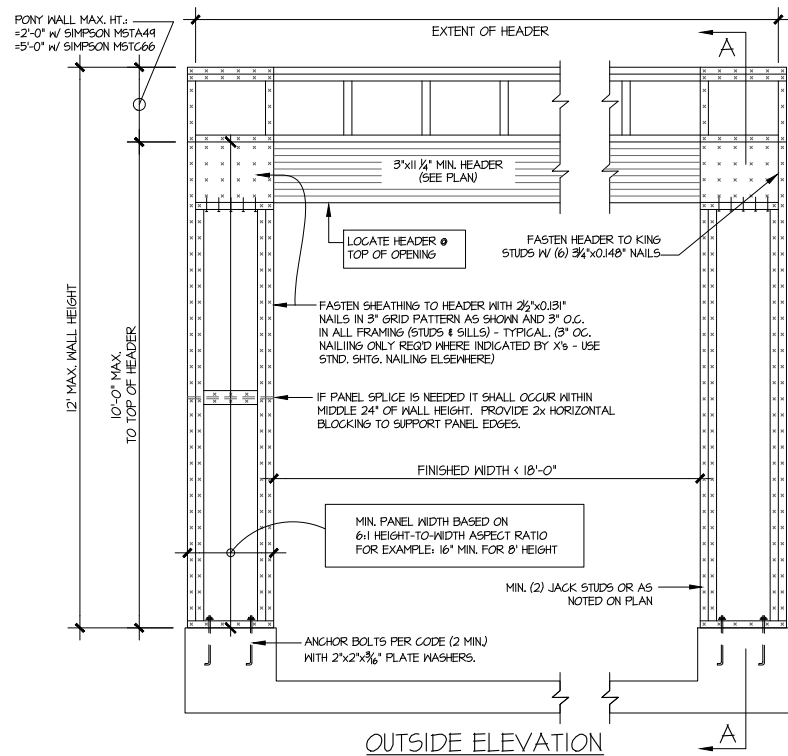 PONY WALL MAX. HT.:
=2'-0" W/ SIMPSON MSTA49
=5'-0" W/ SIMPSON MSTC66
EXTENT OF HEADER
A
3"x11 1/4" MIN. HEADER
(SEE PLAN)
LOCATE HEADER @
TOP OF OPENING
FASTEN HEADER TO KING
STUDS W/ (6) 3 1/4"x0.148" NAILS
FASTEN SHEATHING TO HEADER WITH 2 1/2"x0.131"
NAILS IN 3" GRID PATTERN AS SHOWN AND 3" O.C.
IN ALL FRAMING (STUDS & SILLS) - TYPICAL. (3" OC.
NAILIING ONLY REQ'D WHERE INDICATED BY X's - USE
STND. SHTG. NAILING ELSEWHERE)
12' MAX. WALL HEIGHT
10'-0" MAX.
TO TOP OF HEADER
IF PANEL SPLICE IS NEEDED IT SHALL OCCUR WITHIN
MIDDLE 24" OF WALL HEIGHT. PROVIDE 2x HORIZONTAL
BLOCKING TO SUPPORT PANEL EDGES.
FINISHED WIDTH < 18'-0"
MIN. PANEL WIDTH BASED ON
6:1 HEIGHT-TO-WIDTH ASPECT RATIO
FOR EXAMPLE: 16" MIN. FOR 8' HEIGHT
MIN. (2) JACK STUDS OR AS
NOTED ON PLAN
ANCHOR BOLTS PER CODE (2 MIN.)
WITH 2"x2"x3/16" PLATE WASHERS.
A
OUTSIDE ELEVATION